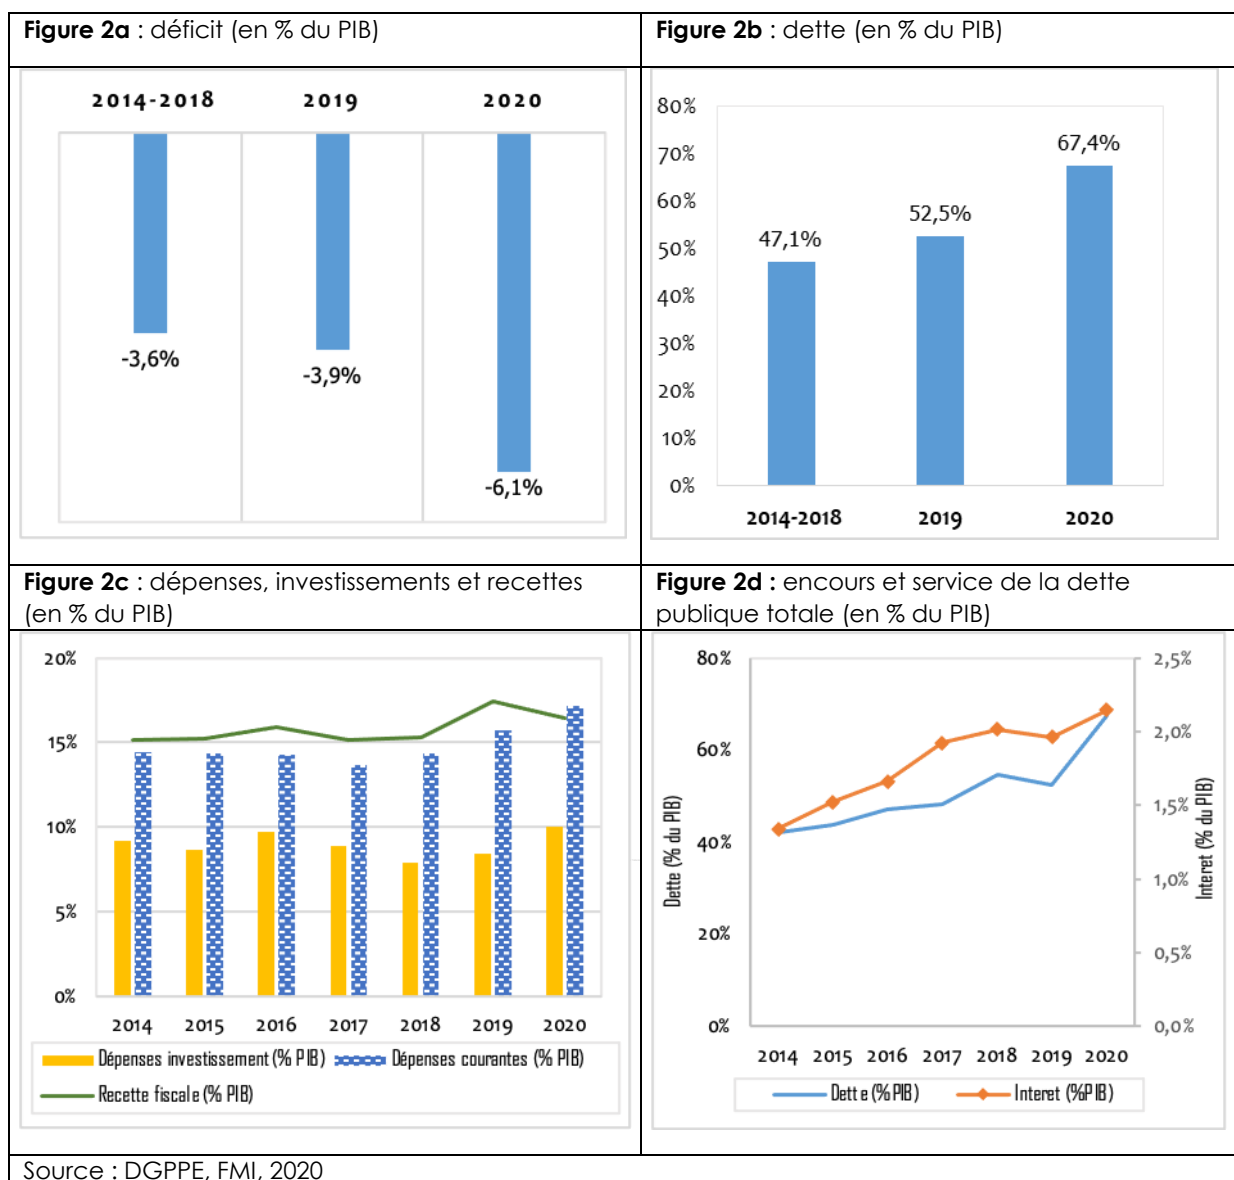 Figure 2a : déficit (en % du PIB)
2014-2018 2019 2020
-3,6%
-3,9%
-6,1%
Figure 2b : dette (en % du PIB)
80%
70%
60%
50%
40%
30%
20%
10%
0%
47,1%
52,5%
67,4%
2014-2018 2019 2020
Figure 2c : dépenses, investissements et recettes
(en % du PIB)
20%
15%
10%
5%
0%
2014 2015 2016 2017 2018 2019 2020
Dépenses investissement (% PIB) Dépenses courantes (% PIB)
Recette fiscale (% PIB)
Figure 2d : encours et service de la dette
publique totale (en % du PIB)
Dette (% du PIB)
80%
60%
40%
20%
0%
2,5%
2,0%
1,5%
1,0%
0,5%
0,0%
Interet (% du PIB)
2014 2015 2016 2017 2018 2019 2020
Dette (%PIB) Interet (%PIB)
Source : DGPPE, FMI, 2020